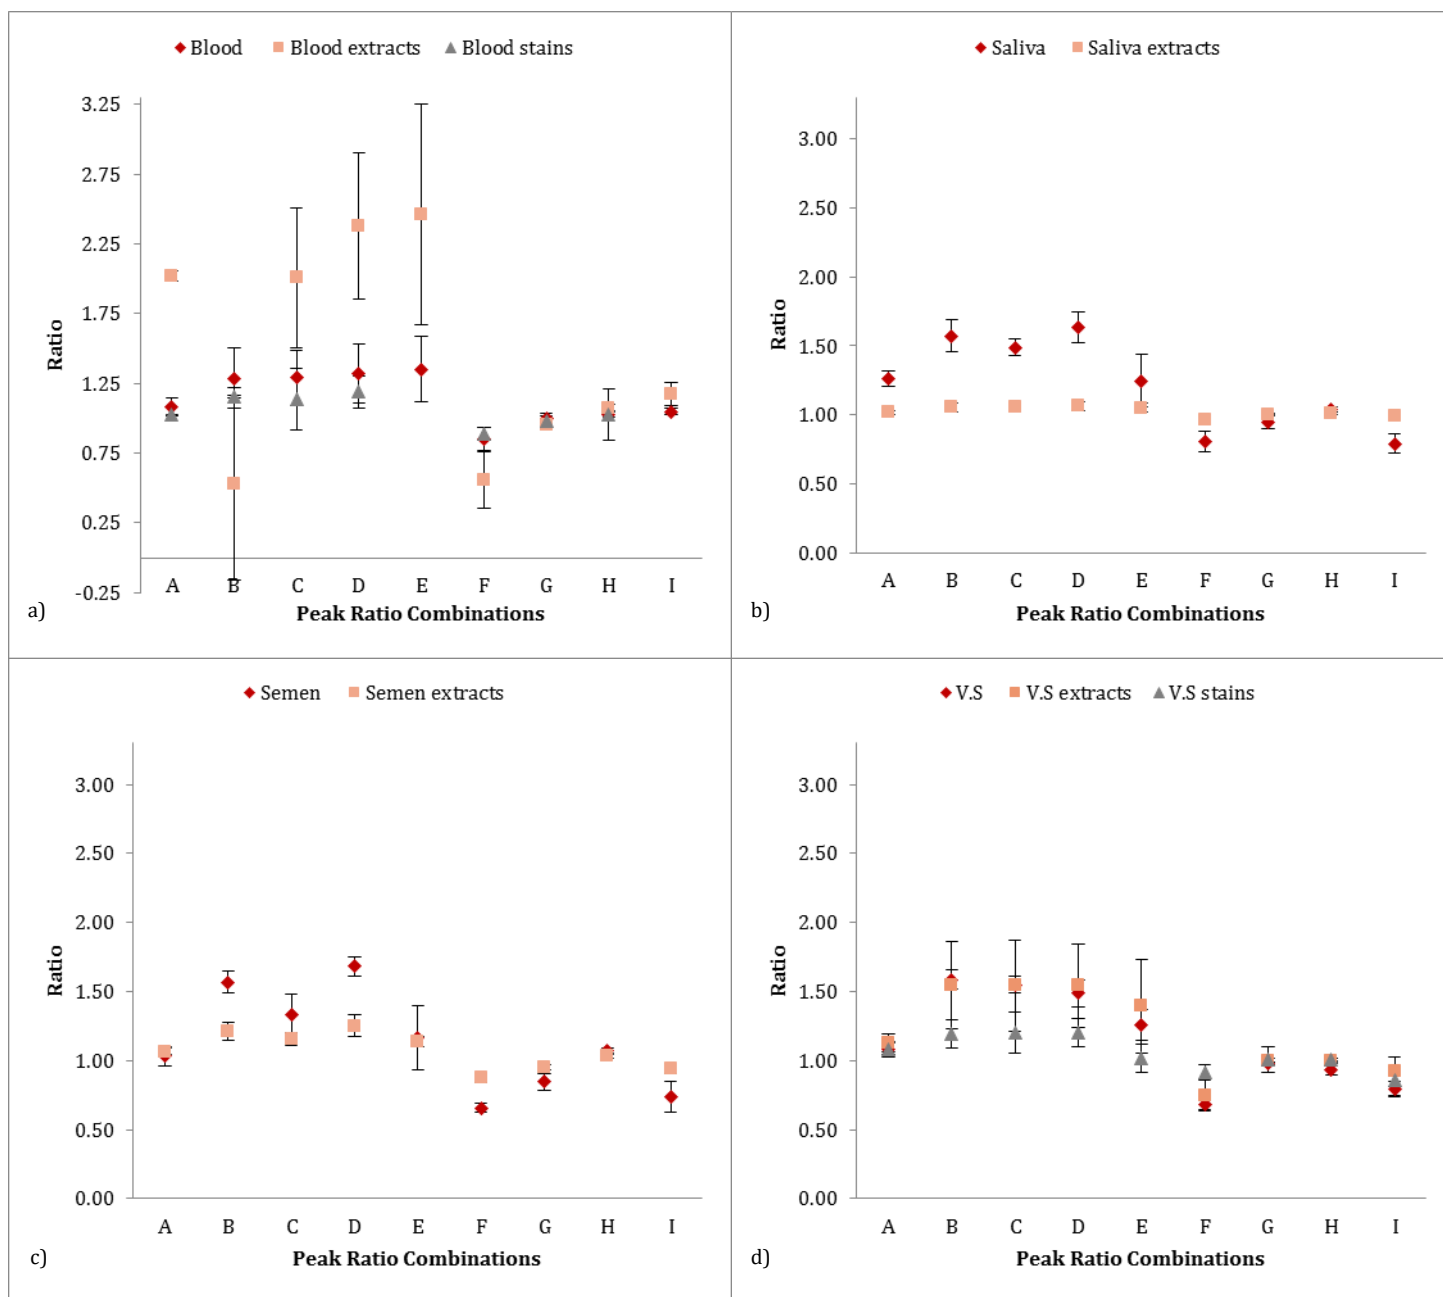 Blood Blood extracts Blood stains
3.25
2.75
2.25
1.75
1.25
0.75
0.25
-0.25
Ratio
A B C D E F G H I
Peak Ratio Combinations
a)
Saliva Saliva extracts
3.00
2.50
2.00
1.50
1.00
0.50
0.00
Ratio
A B C D E F G H I
Peak Ratio Combinations
b)
Semen Semen extracts
3.00
2.50
2.00
1.50
1.00
0.50
0.00
Ratio
A B C D E F G H I
Peak Ratio Combinations
c)
V.S V.S extracts V.S stains
3.00
2.50
2.00
1.50
1.00
0.50
0.00
Ratio
A B C D E F G H I
Peak Ratio Combinations
d)